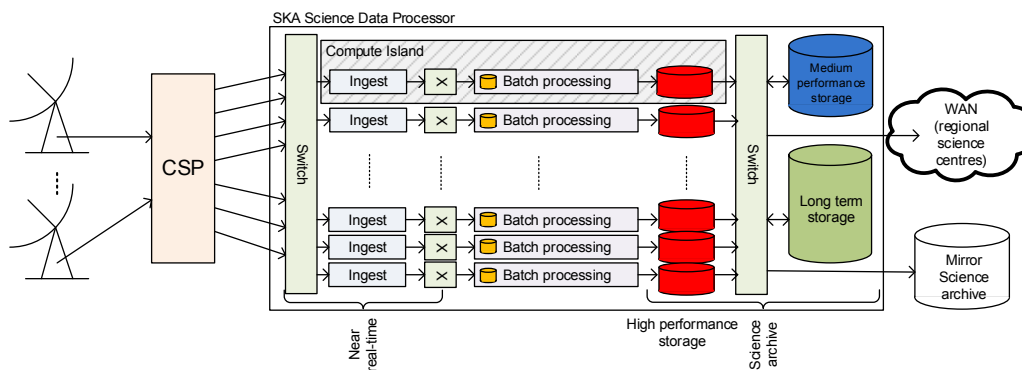 SKA Science Data Processor
Compute Island
CSP
Switch
Ingest
X
Batch processing
Ingest
X
Batch processing
Ingest
X
Batch processing
Ingest
X
Batch processing
Ingest
X
Batch processing
Switch
Medium
performance
storage
WAN
(regional
science
centres)
Long term
storage
Mirror
Science
archive
Near
real-time
High performance
storage
Science
archive